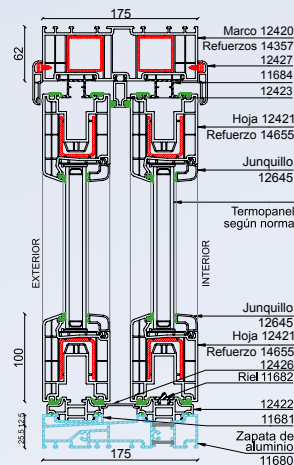 175
62
Marco 12420
Refuerzos 14357
12427
11684
12423
Hoja 12421
Refuerzo 14655
Junquillo
12645
Termopanel
según norma
EXTERIOR
INTERIOR
Junquillo
12645
Hoja 12421
Refuerzo 14655
12426
Riel 11682
100
12422
11681
25.5 12.5
Zapata de
aluminio
11680
175